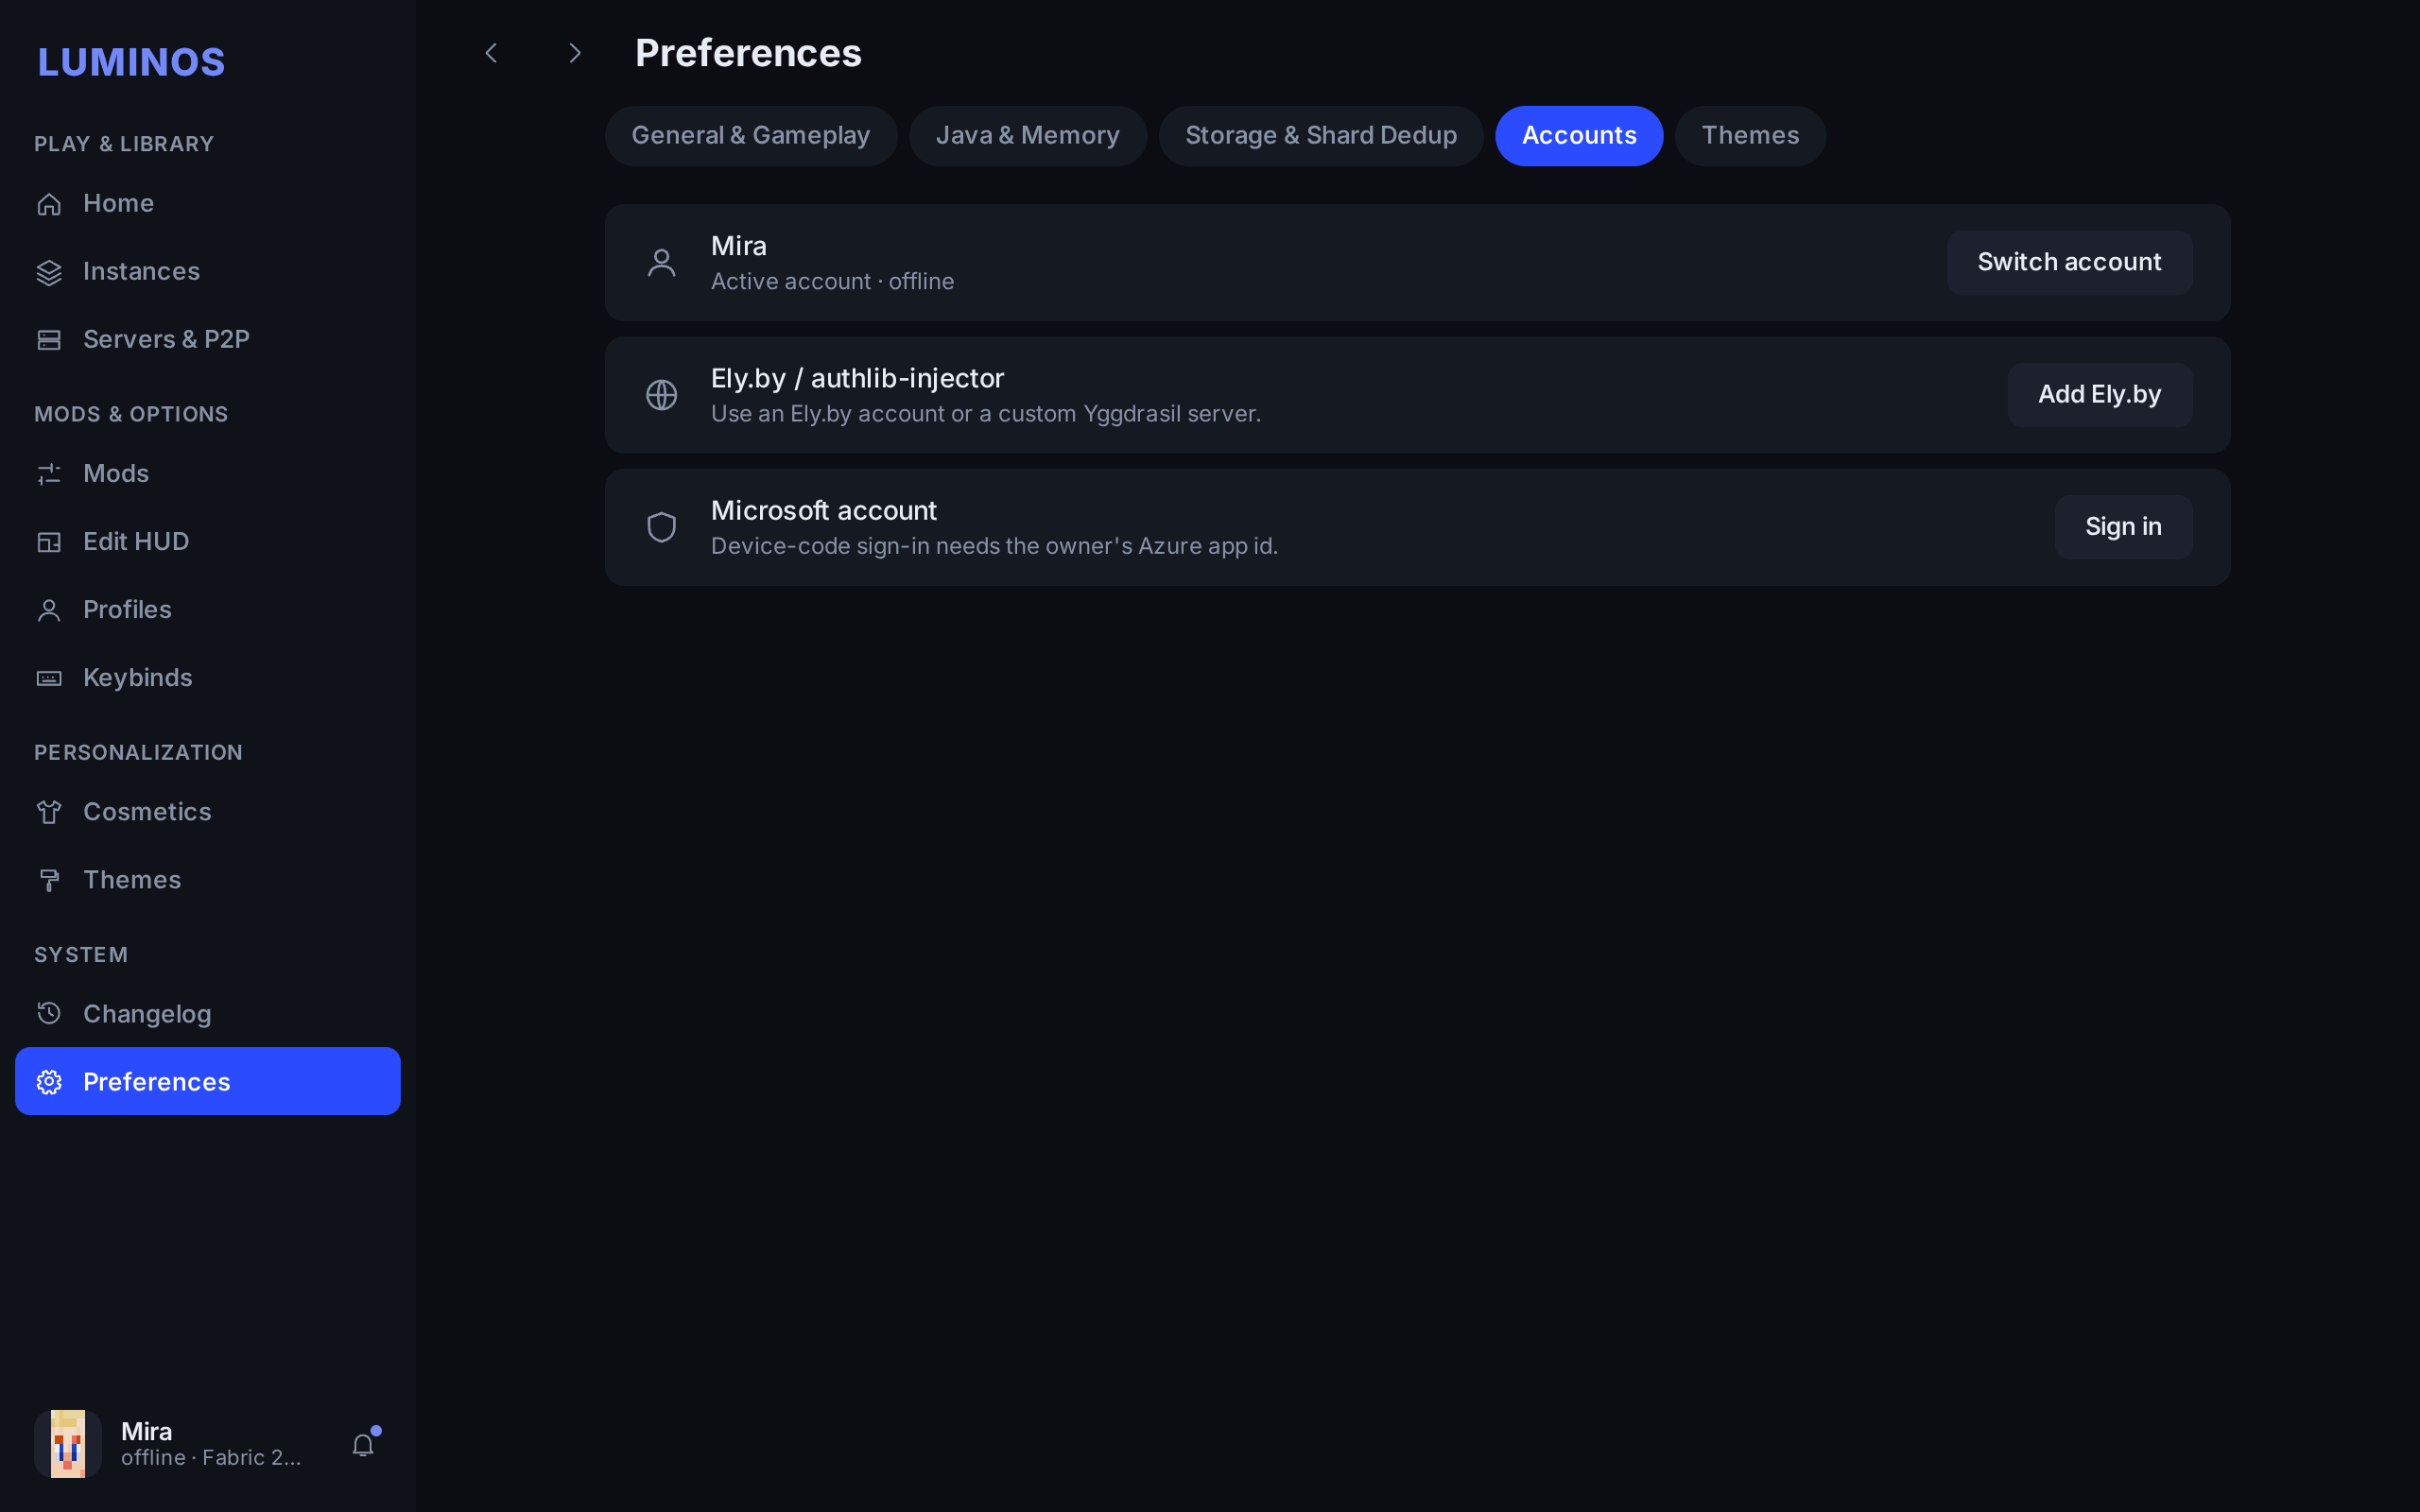 LUMINOS
PLAY & LIBRARY
Home
Instances
Servers & P2P
MODS & OPTIONS
Mods
Edit HUD
Profiles
Keybinds
PERSONALIZATION
Cosmetics
Themes
SYSTEM
Changelog
Preferences
Mira
offline · Fabric 2...
Preferences
General & Gameplay
Java & Memory
Storage & Shard Dedup
Accounts
Themes
Mira
Active account · offline
Switch account
Ely.by / authlib-injector
Use an Ely.by account or a custom Yggdrasil server.
Add Ely.by
Microsoft account
Device-code sign-in needs the owner's Azure app id.
Sign in